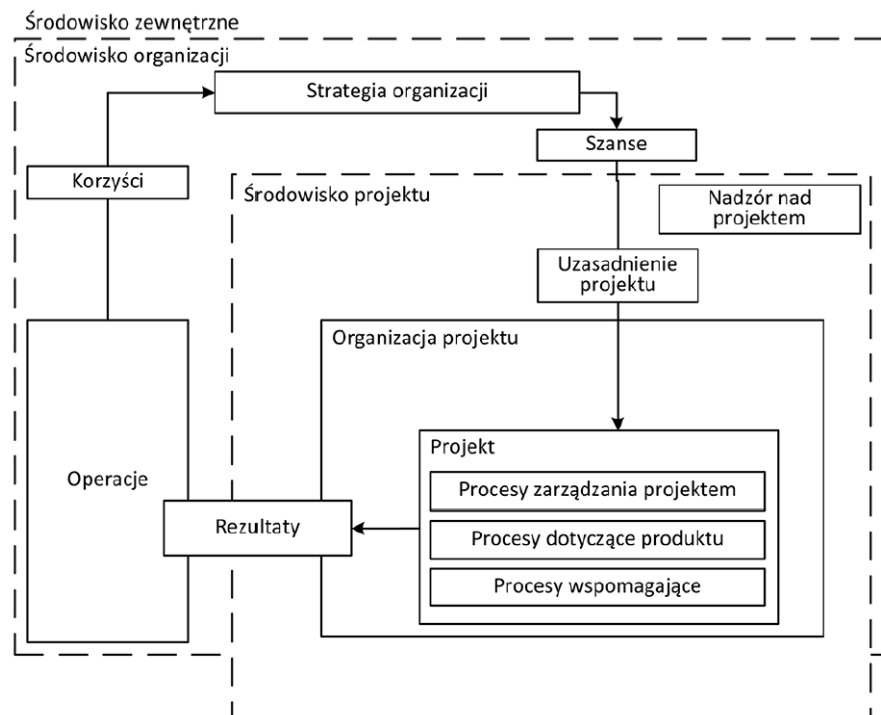 Środowisko zewnętrzne
Środowisko organizacji
Strategia organizacji
Szanse
Korzyści
Środowisko projektu
Nadzór nad
projektem
Uzasadnienie
projektu
Organizacja projektu
Projekt
Procesy zarządzania projektem
Procesy dotyczące produktu
Procesy wspomagające
Operacje
Rezultaty